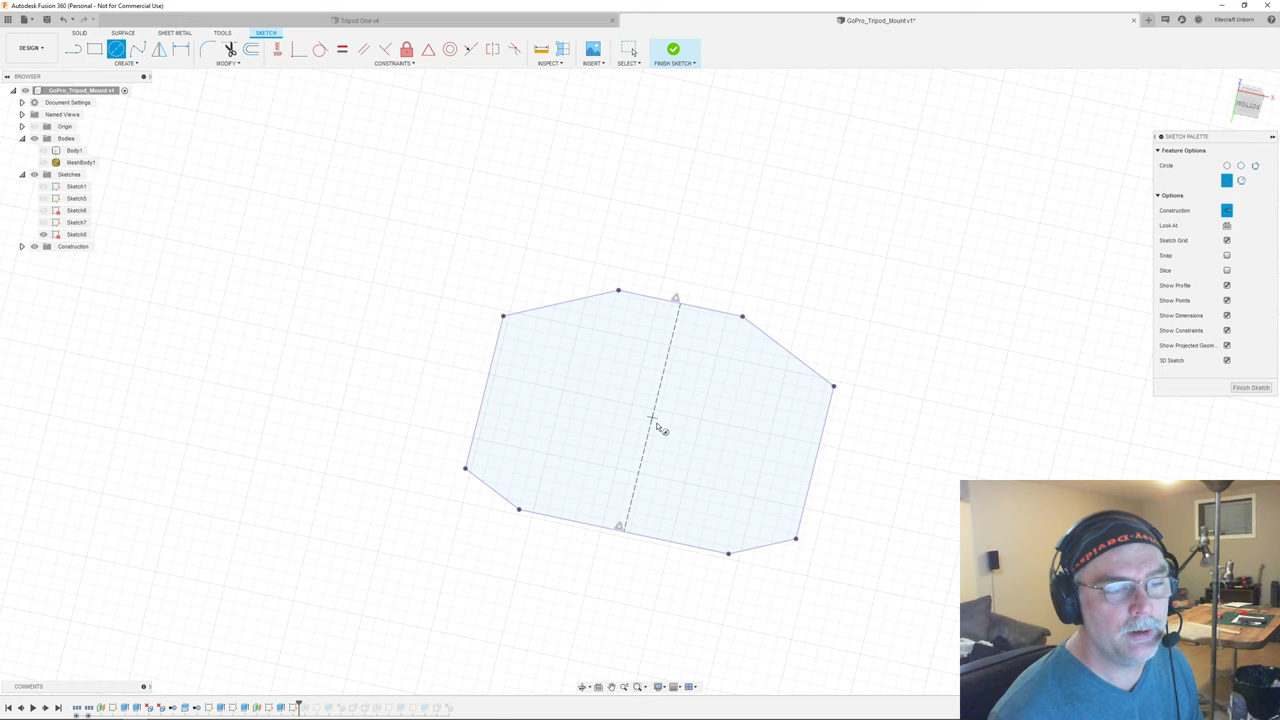 Autodesk Fusion 360 (Personal - Not for Commercial Use)
Tripod One v4
GoPro_Tripod_Mount v1*
Kitecraft Unborn
SOLID
SURFACE
SHEET METAL
TOOLS
SKETCH
DESIGN
CREATE
MODIFY
CONSTRAINTS
INSPECT
INSERT
SELECT
FINISH SKETCH
BROWSER
GoPro_Tripod_Mount v1
Document Settings
Named Views
Origin
Bodies
Body1
MeshBody1
Sketches
Sketch1
Sketch5
Sketch6
Sketch7
Sketch8
Construction
Z
X
BOTTOM
SKETCH PALETTE
Feature Options
Circle
Options
Construction
Look At
Sketch Grid
Snap
Slice
Show Profile
Show Points
Show Dimensions
Show Constraints
Show Projected Geom...
3D Sketch
Finish Sketch
COMMENTS